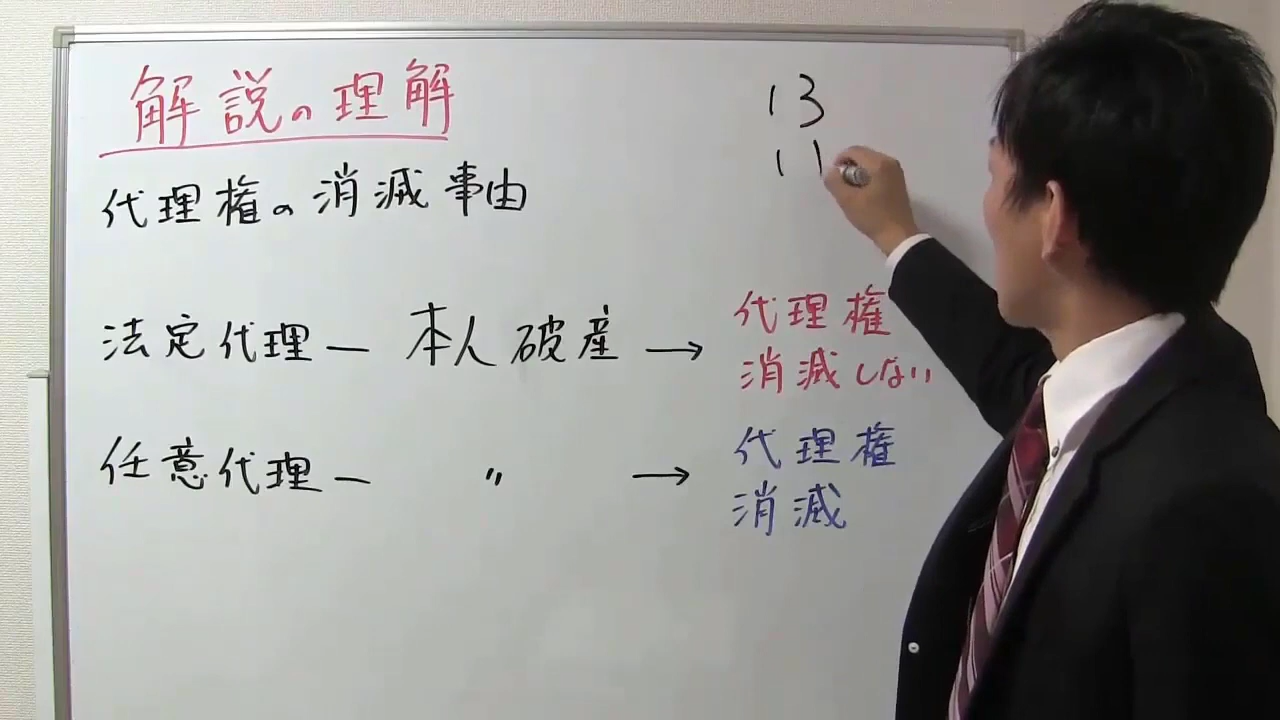 解説の理解
13
11
代理権の消滅事由
法定代理 ― 本人破産 → 代理権
消滅しない
任意代理 ― 〃 → 代理権
消滅